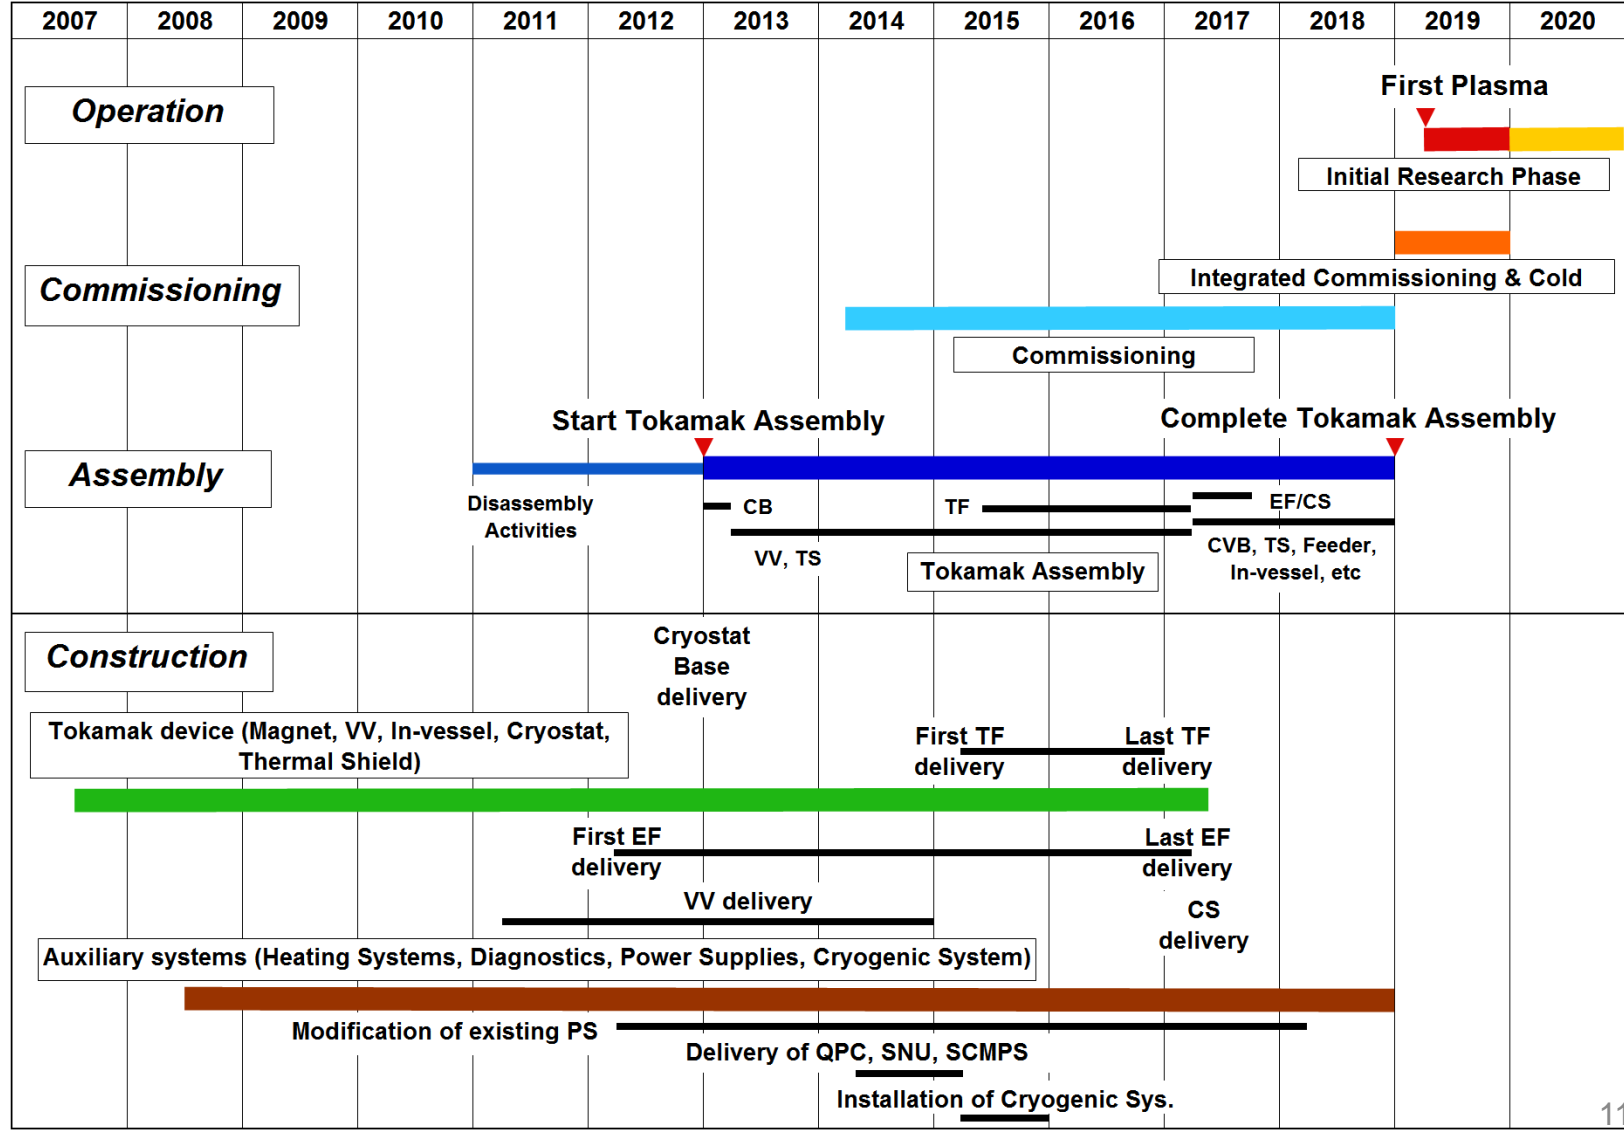 2007 2008 2009 2010 2011 2012 2013 2014 2015 2016 2017 2018 2019 2020
First Plasma
Operation
Initial Research Phase
Integrated Commissioning & Cold
Commissioning
Commissioning
Start Tokamak Assembly
Complete Tokamak Assembly
Assembly
Disassembly
Activities
CB
TF
EF/CS
VV, TS
CVB, TS, Feeder,
In-vessel, etc
Tokamak Assembly
Construction
Cryostat
Base
delivery
Tokamak device (Magnet, VV, In-vessel, Cryostat,
Thermal Shield)
First TF
delivery
Last TF
delivery
First EF
delivery
Last EF
delivery
VV delivery
CS
delivery
Auxiliary systems (Heating Systems, Diagnostics, Power Supplies, Cryogenic System)
Modification of existing PS
Delivery of QPC, SNU, SCMPS
Installation of Cryogenic Sys.
11